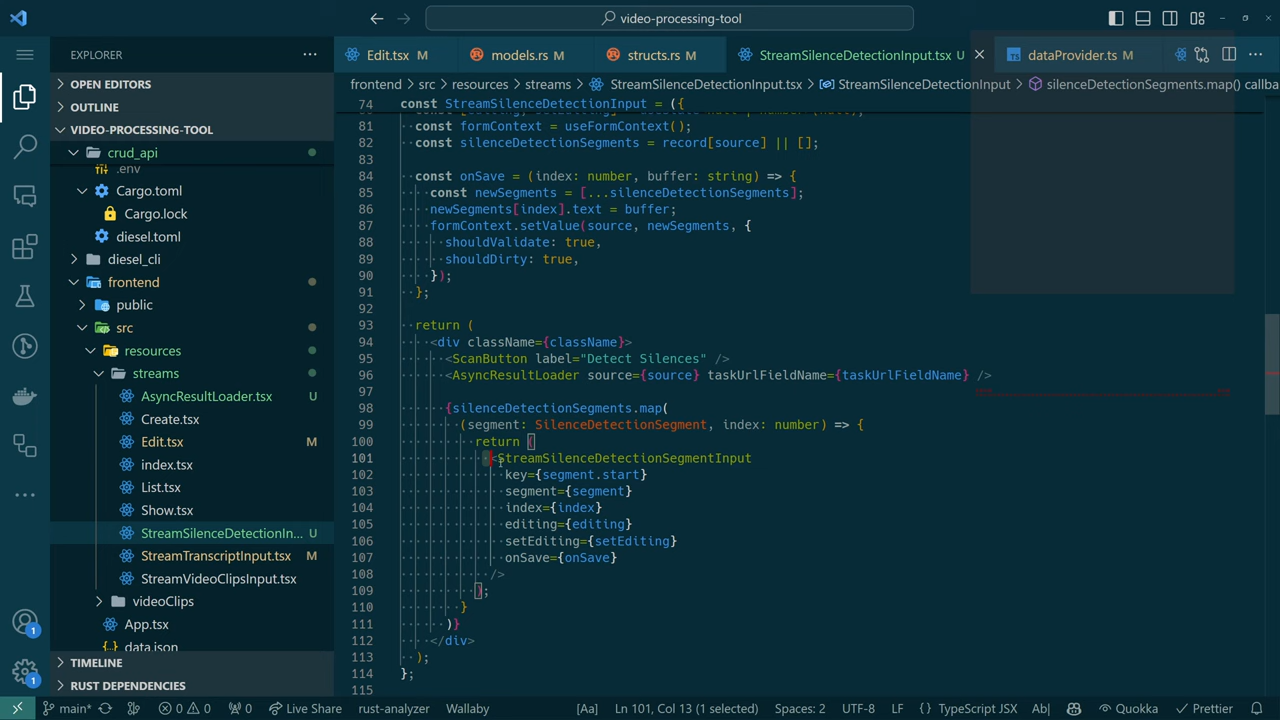 video-processing-tool
EXPLORER
OPEN EDITORS
OUTLINE
VIDEO-PROCESSING-TOOL
crud_api
.env
Cargo.toml
Cargo.lock
diesel.toml
diesel_cli
frontend
public
src
resources
streams
AsyncResultLoader.tsx U
Create.tsx
Edit.tsx M
index.tsx
List.tsx
Show.tsx
StreamSilenceDetectionIn... U
StreamTranscriptInput.tsx M
StreamVideoClipsInput.tsx
videoClips
App.tsx
data.json
TIMELINE
RUST DEPENDENCIES
Edit.tsx M
models.rs M
structs.rs M
StreamSilenceDetectionInput.tsx U
dataProvider.ts M
frontend > src > resources > streams > StreamSilenceDetectionInput.tsx > StreamSilenceDetectionInput > silenceDetectionSegments.map() callba
74 const StreamSilenceDetectionInput = ({
81 const formContext = useFormContext();
82 const silenceDetectionSegments = record[source] || [];
83
84 const onSave = (index: number, buffer: string) => {
85 const newSegments = [...silenceDetectionSegments];
86 newSegments[index].text = buffer;
87 formContext.setValue(source, newSegments, {
88 shouldValidate: true,
89 shouldDirty: true,
90 });
91 };
92
93 return (
94 <div className={className}>
95 <ScanButton label="Detect Silences" />
96 <AsyncResultLoader source={source} taskUrlFieldName={taskUrlFieldName} />
97
98 {silenceDetectionSegments.map(
99 (segment: SilenceDetectionSegment, index: number) => {
100 return (
101 <StreamSilenceDetectionSegmentInput
102 key={segment.start}
103 segment={segment}
104 index={index}
105 editing={editing}
106 setEditing={setEditing}
107 onSave={onSave}
108 />
109 );
110 }
111 )}
112 </div>
113 );
114 };
115
1
1
main* 0 0 0 Live Share rust-analyzer Wallaby [Aa] Ln 101, Col 13 (1 selected) Spaces: 2 UTF-8 LF {} TypeScript JSX Ab| Quokka Prettier